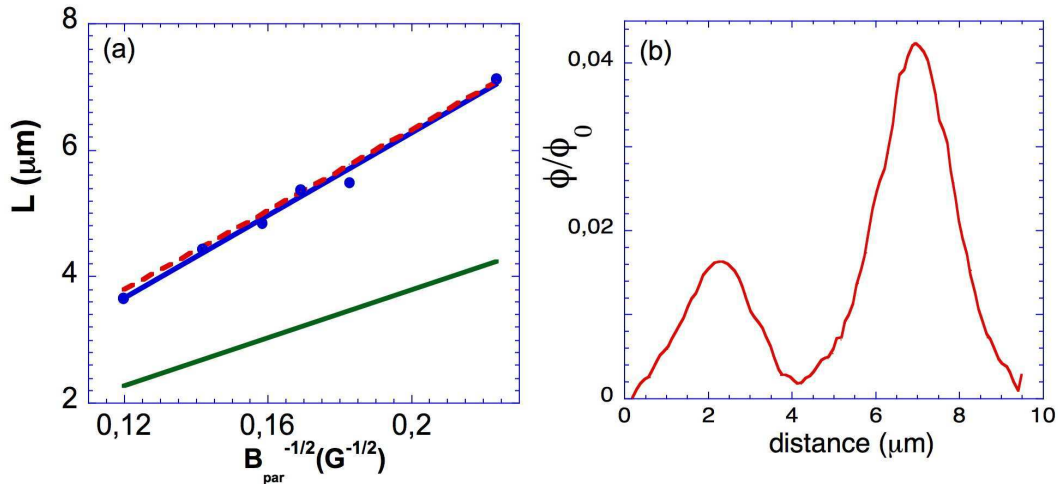 (a)
8
6
4
2
L (μm)
0,12
0,16
0,2
B_par^-1/2 (G^-1/2)
(b)
0,04
0,02
0
ϕ/ϕ_0
0
2
4
6
8
10
distance (μm)